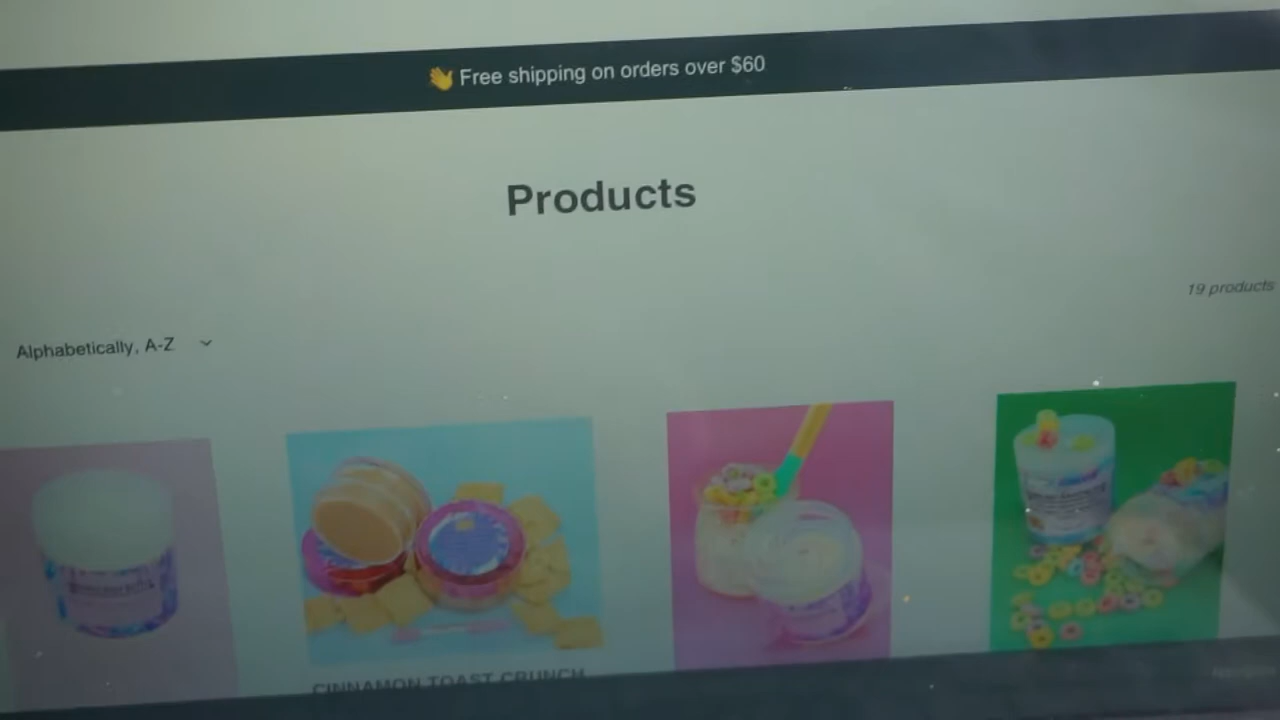 👋 Free shipping on orders over $60
Products
19 products
Alphabetically, A-Z
CINNAMON TOAST CRUNCH